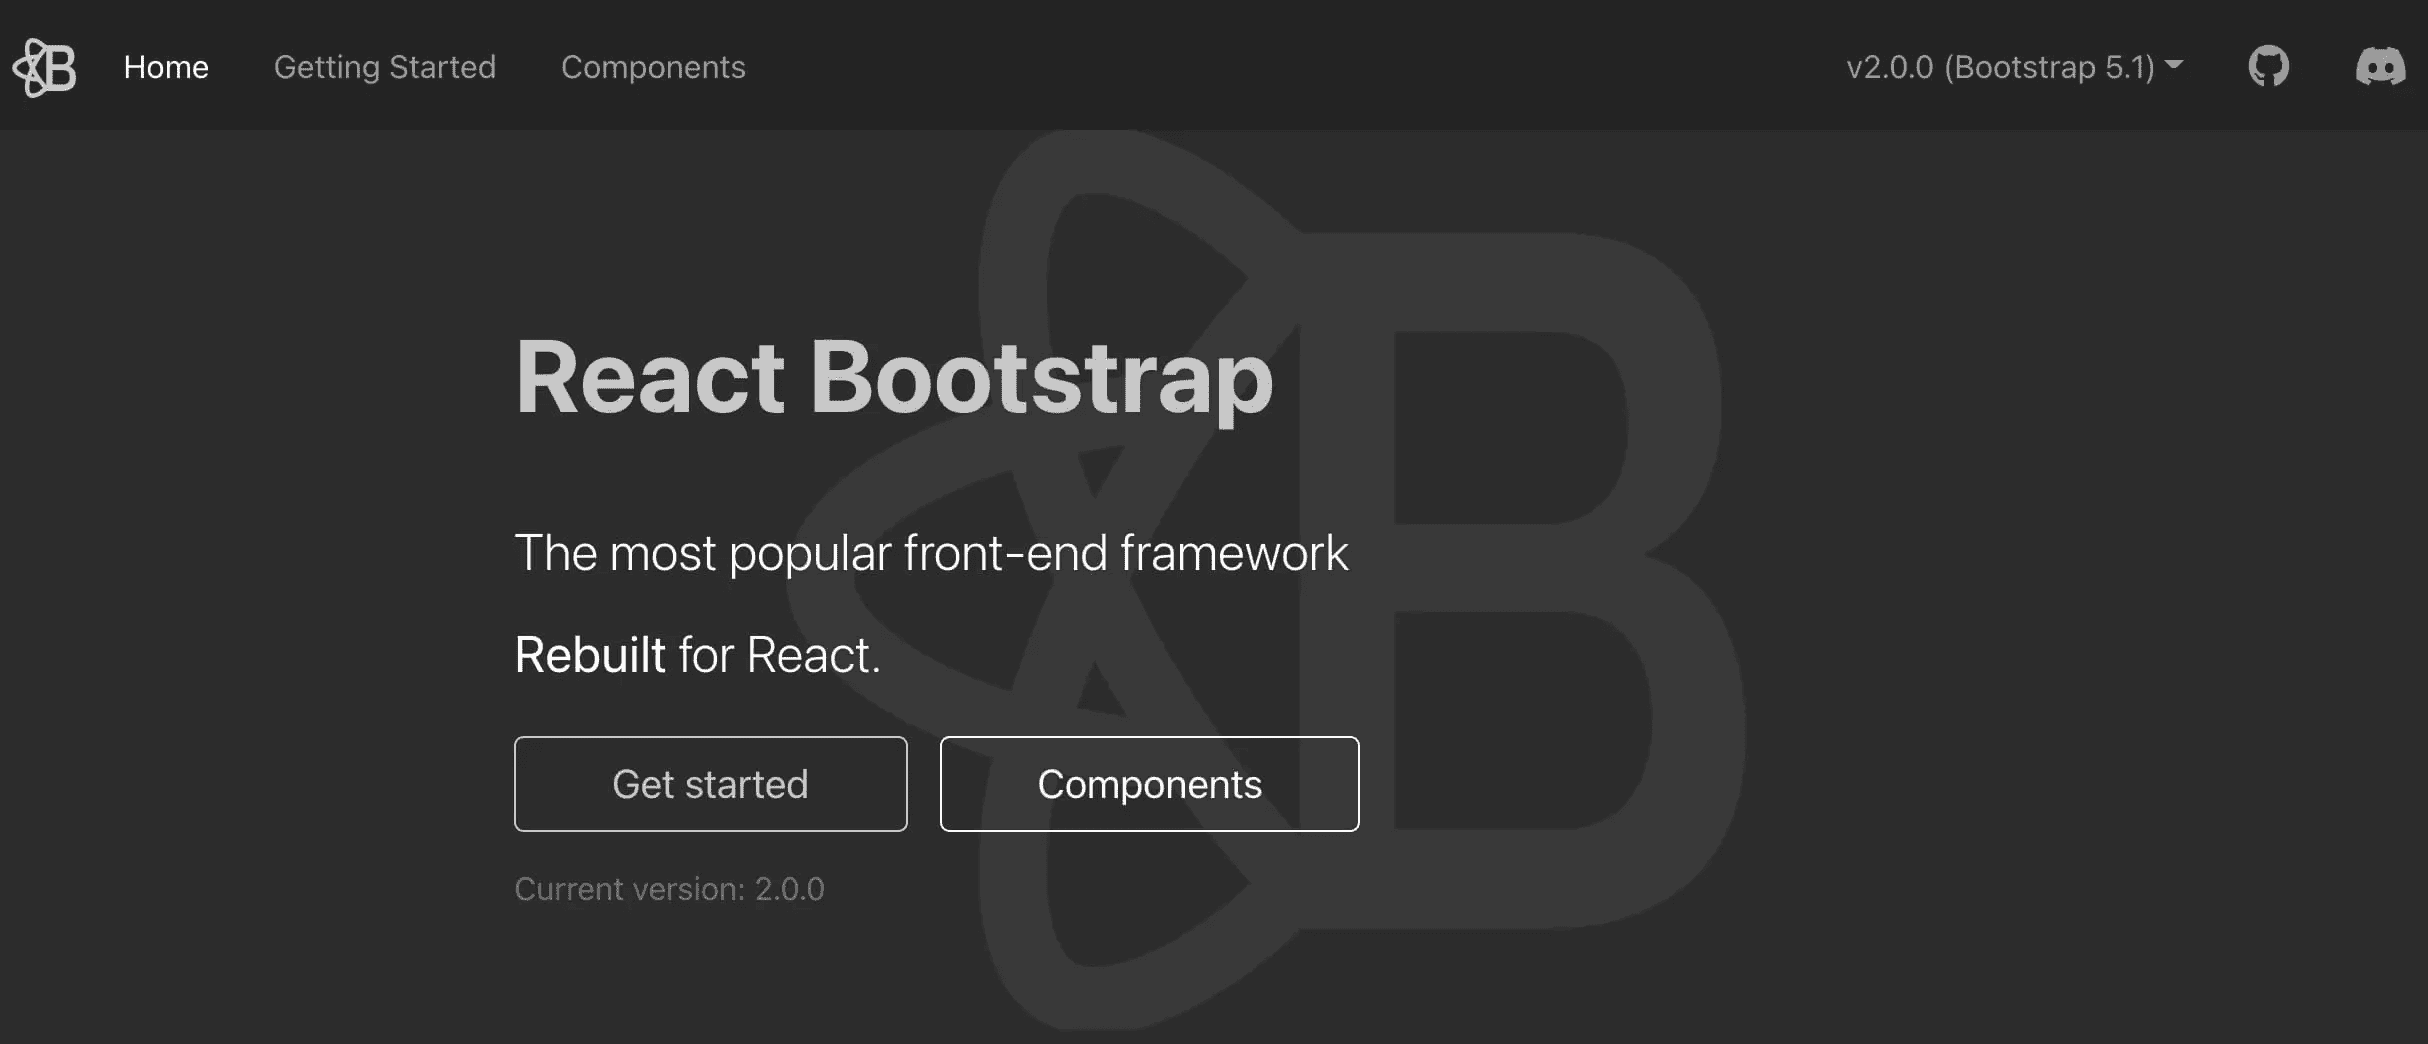 Home Getting Started Components v2.0.0 (Bootstrap 5.1)
React Bootstrap
The most popular front-end framework
Rebuilt for React.
Get started Components
Current version: 2.0.0